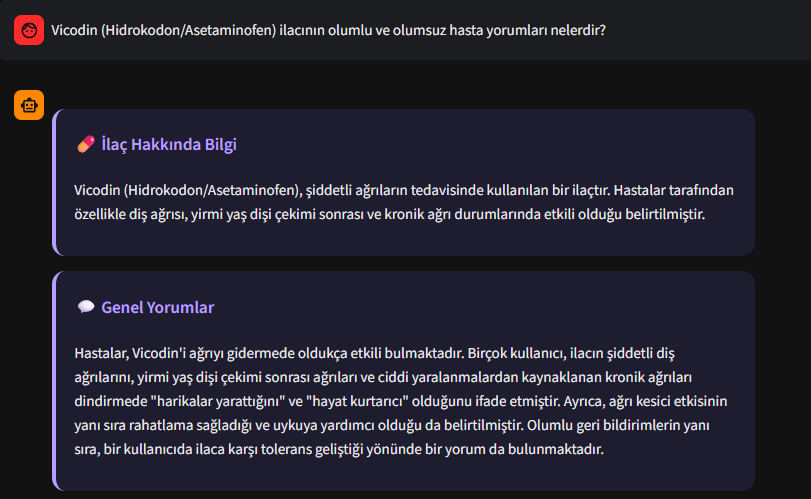 Vicodin (Hidrokodon/Asetaminofen) ilacının olumlu ve olumsuz hasta yorumları nelerdir?
İlaç Hakkında Bilgi
Vicodin (Hidrokodon/Asetaminofen), şiddetli ağrıların tedavisinde kullanılan bir ilaçtır. Hastalar tarafından
özellikle diş ağrısı, yirmi yaş dişi çekimi sonrası ve kronik ağrı durumlarında etkili olduğu belirtilmiştir.
Genel Yorumlar
Hastalar, Vicodin'i ağrıyı gidermede oldukça etkili bulmaktadır. Birçok kullanıcı, ilacın şiddetli diş
ağrılarını, yirmi yaş dişi çekimi sonrası ağrıları ve ciddi yaralanmalardan kaynaklanan kronik ağrıları
dindirmede "harikalar yarattığını" ve "hayat kurtarıcı" olduğunu ifade etmiştir. Ayrıca, ağrı kesici etkisinin
yanı sıra rahatlama sağladığı ve uykuya yardımcı olduğu da belirtilmiştir. Olumlu geri bildirimlerin yanı
sıra, bir kullanıcıda ilaca karşı tolerans geliştiği yönünde bir yorum da bulunmaktadır.